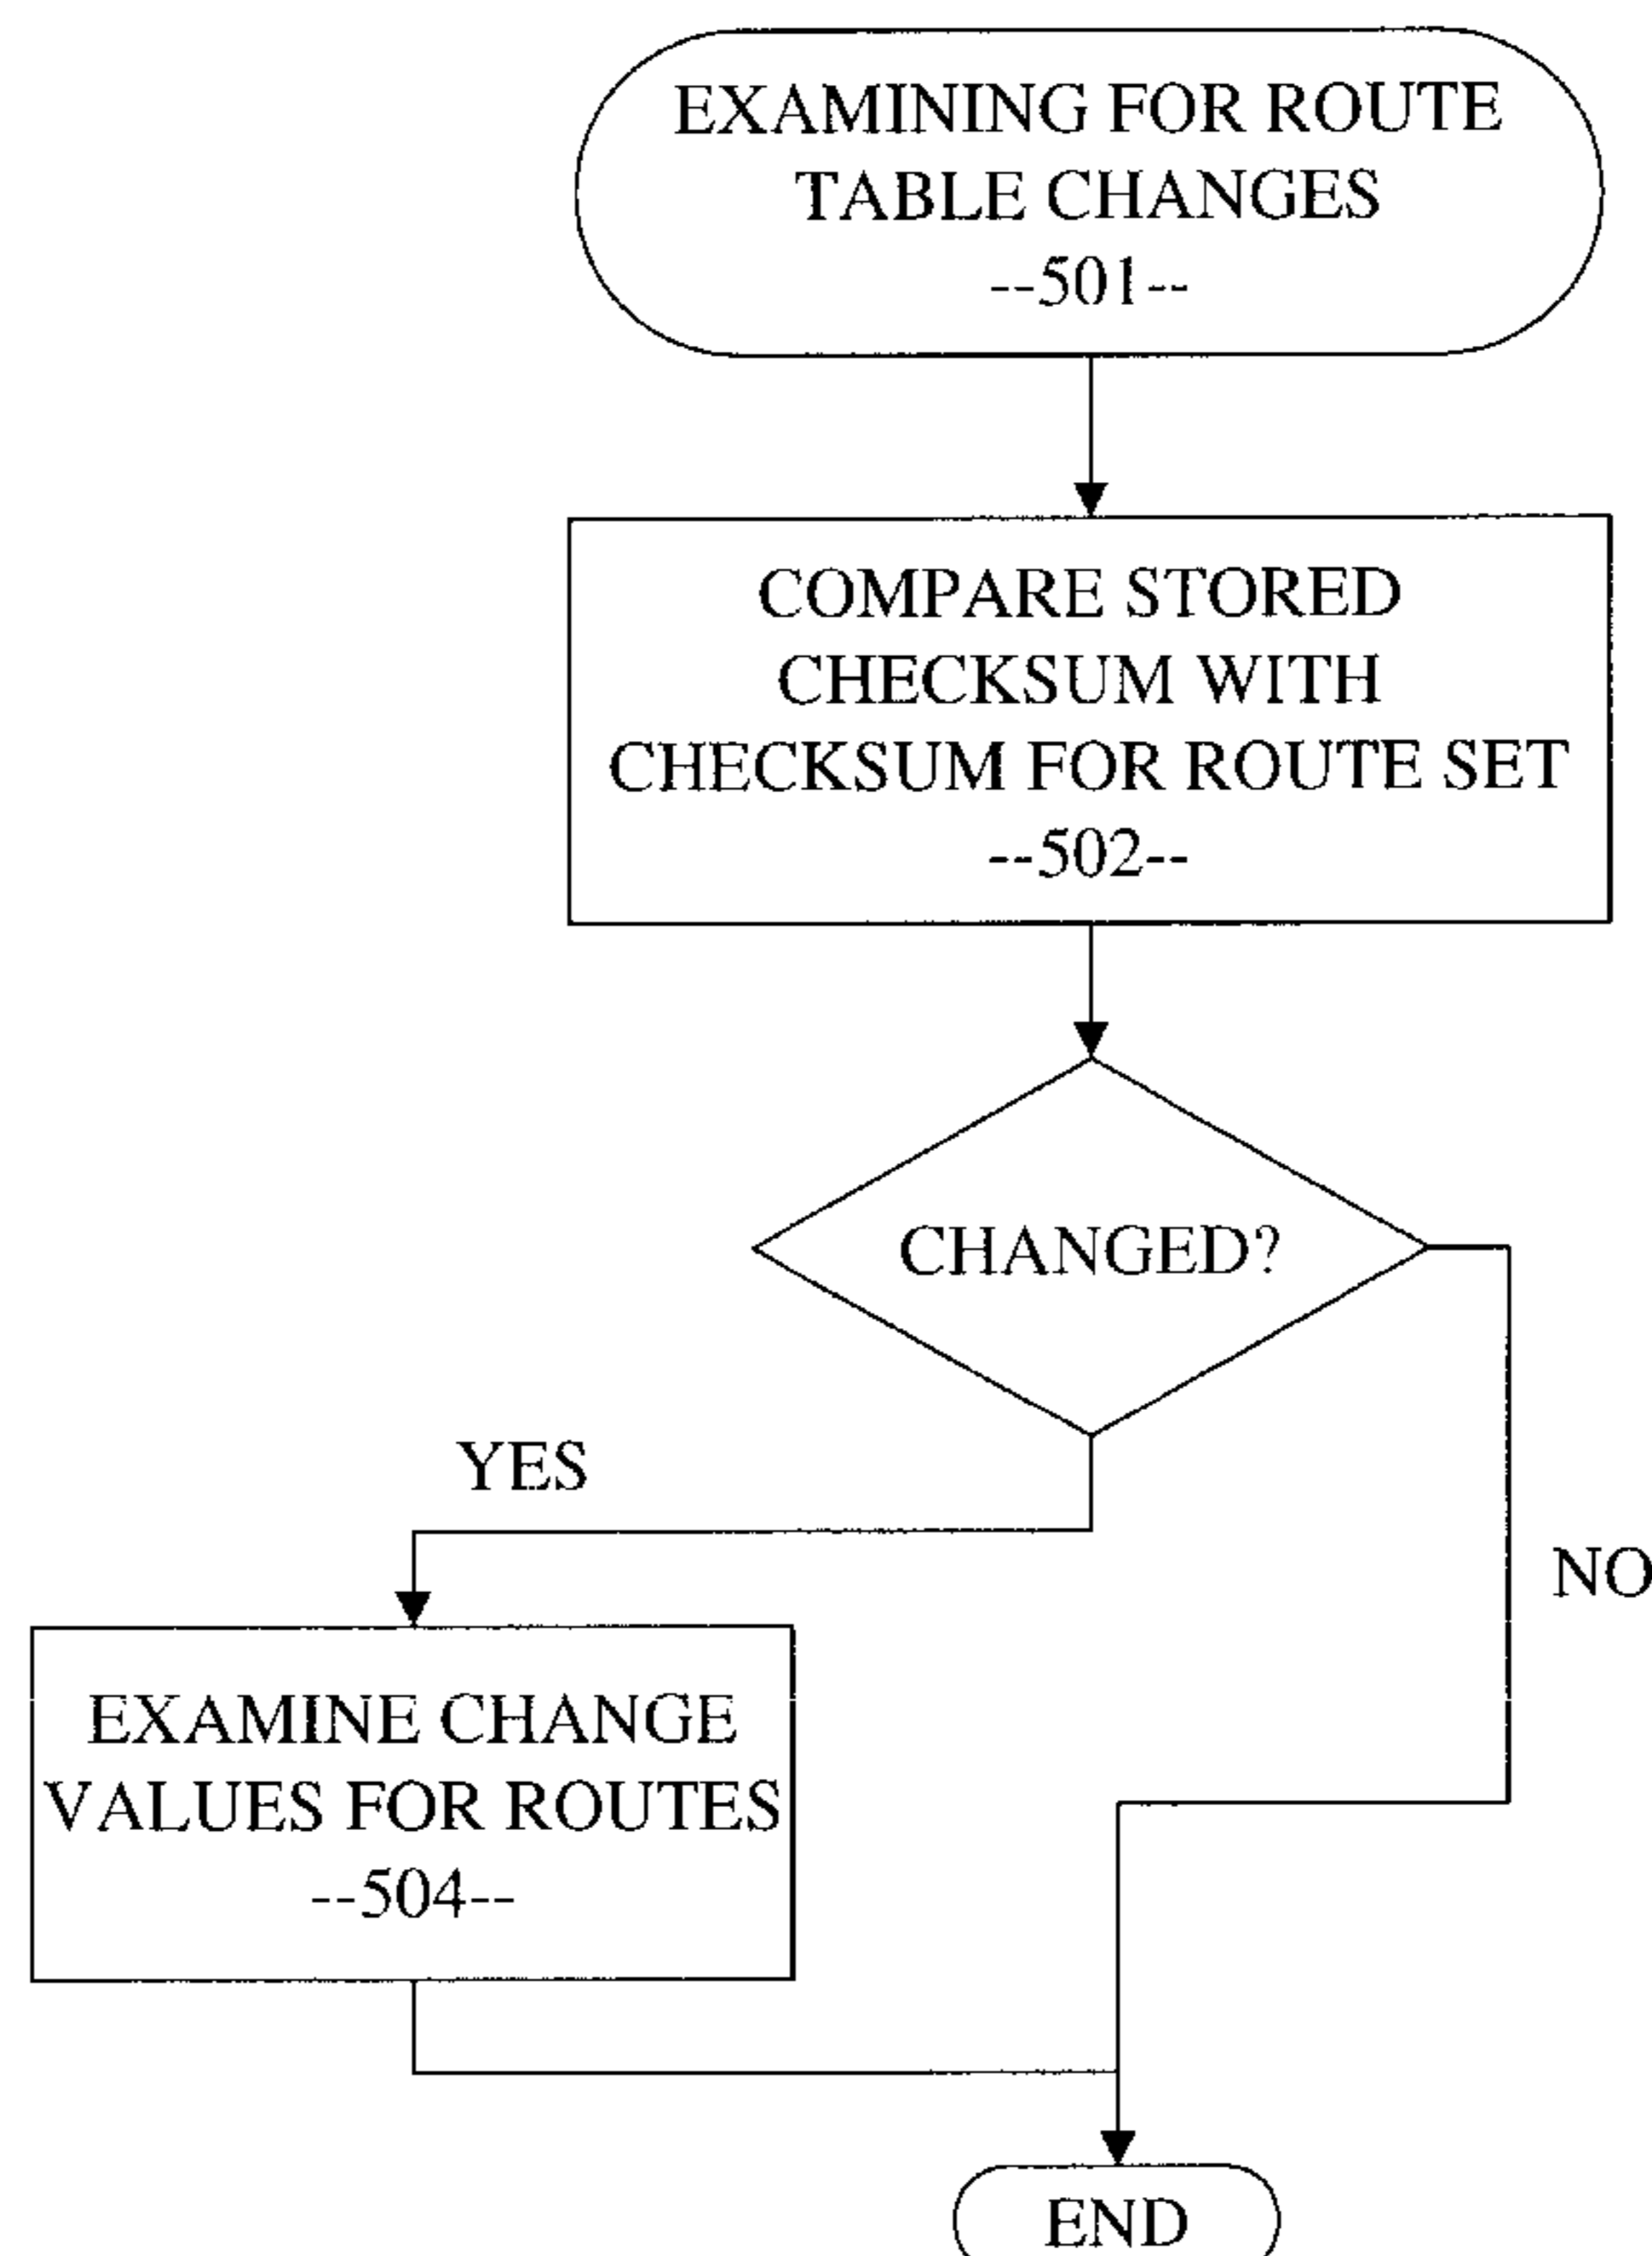 EXAMINING FOR ROUTE
TABLE CHANGES
--501--
COMPARE STORED
CHECKSUM WITH
CHECKSUM FOR ROUTE SET
--502--
CHANGED?
YES
NO
EXAMINE CHANGE
VALUES FOR ROUTES
--504--
END